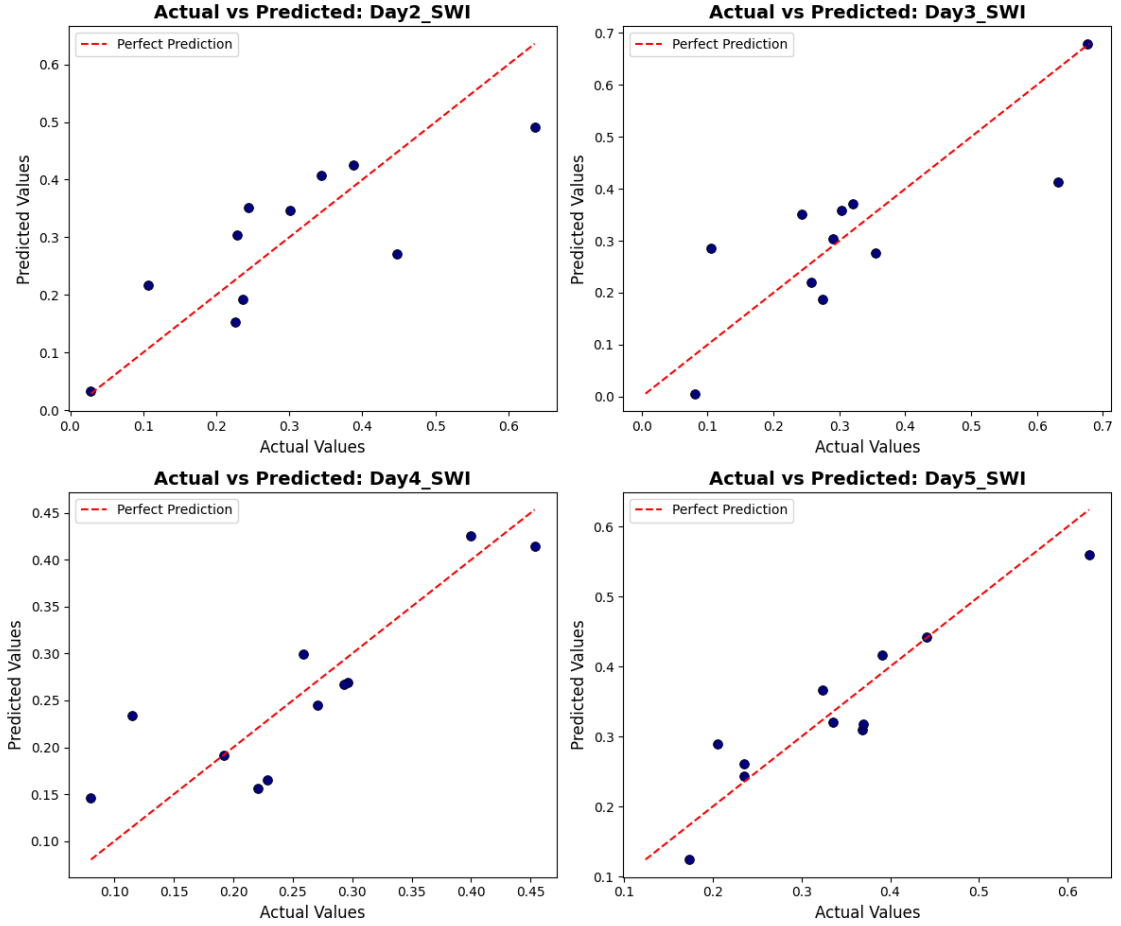 Actual vs Predicted: Day2_SWI
Perfect Prediction
Predicted Values
0.6
0.5
0.4
0.3
0.2
0.1
0.0
0.0 0.1 0.2 0.3 0.4 0.5 0.6
Actual Values
Actual vs Predicted: Day3_SWI
Perfect Prediction
Predicted Values
0.7
0.6
0.5
0.4
0.3
0.2
0.1
0.0
0.0 0.1 0.2 0.3 0.4 0.5 0.6 0.7
Actual Values
Actual vs Predicted: Day4_SWI
Perfect Prediction
Predicted Values
0.45
0.40
0.35
0.30
0.25
0.20
0.15
0.10
0.10 0.15 0.20 0.25 0.30 0.35 0.40 0.45
Actual Values
Actual vs Predicted: Day5_SWI
Perfect Prediction
Predicted Values
0.6
0.5
0.4
0.3
0.2
0.1
0.1 0.2 0.3 0.4 0.5 0.6
Actual Values